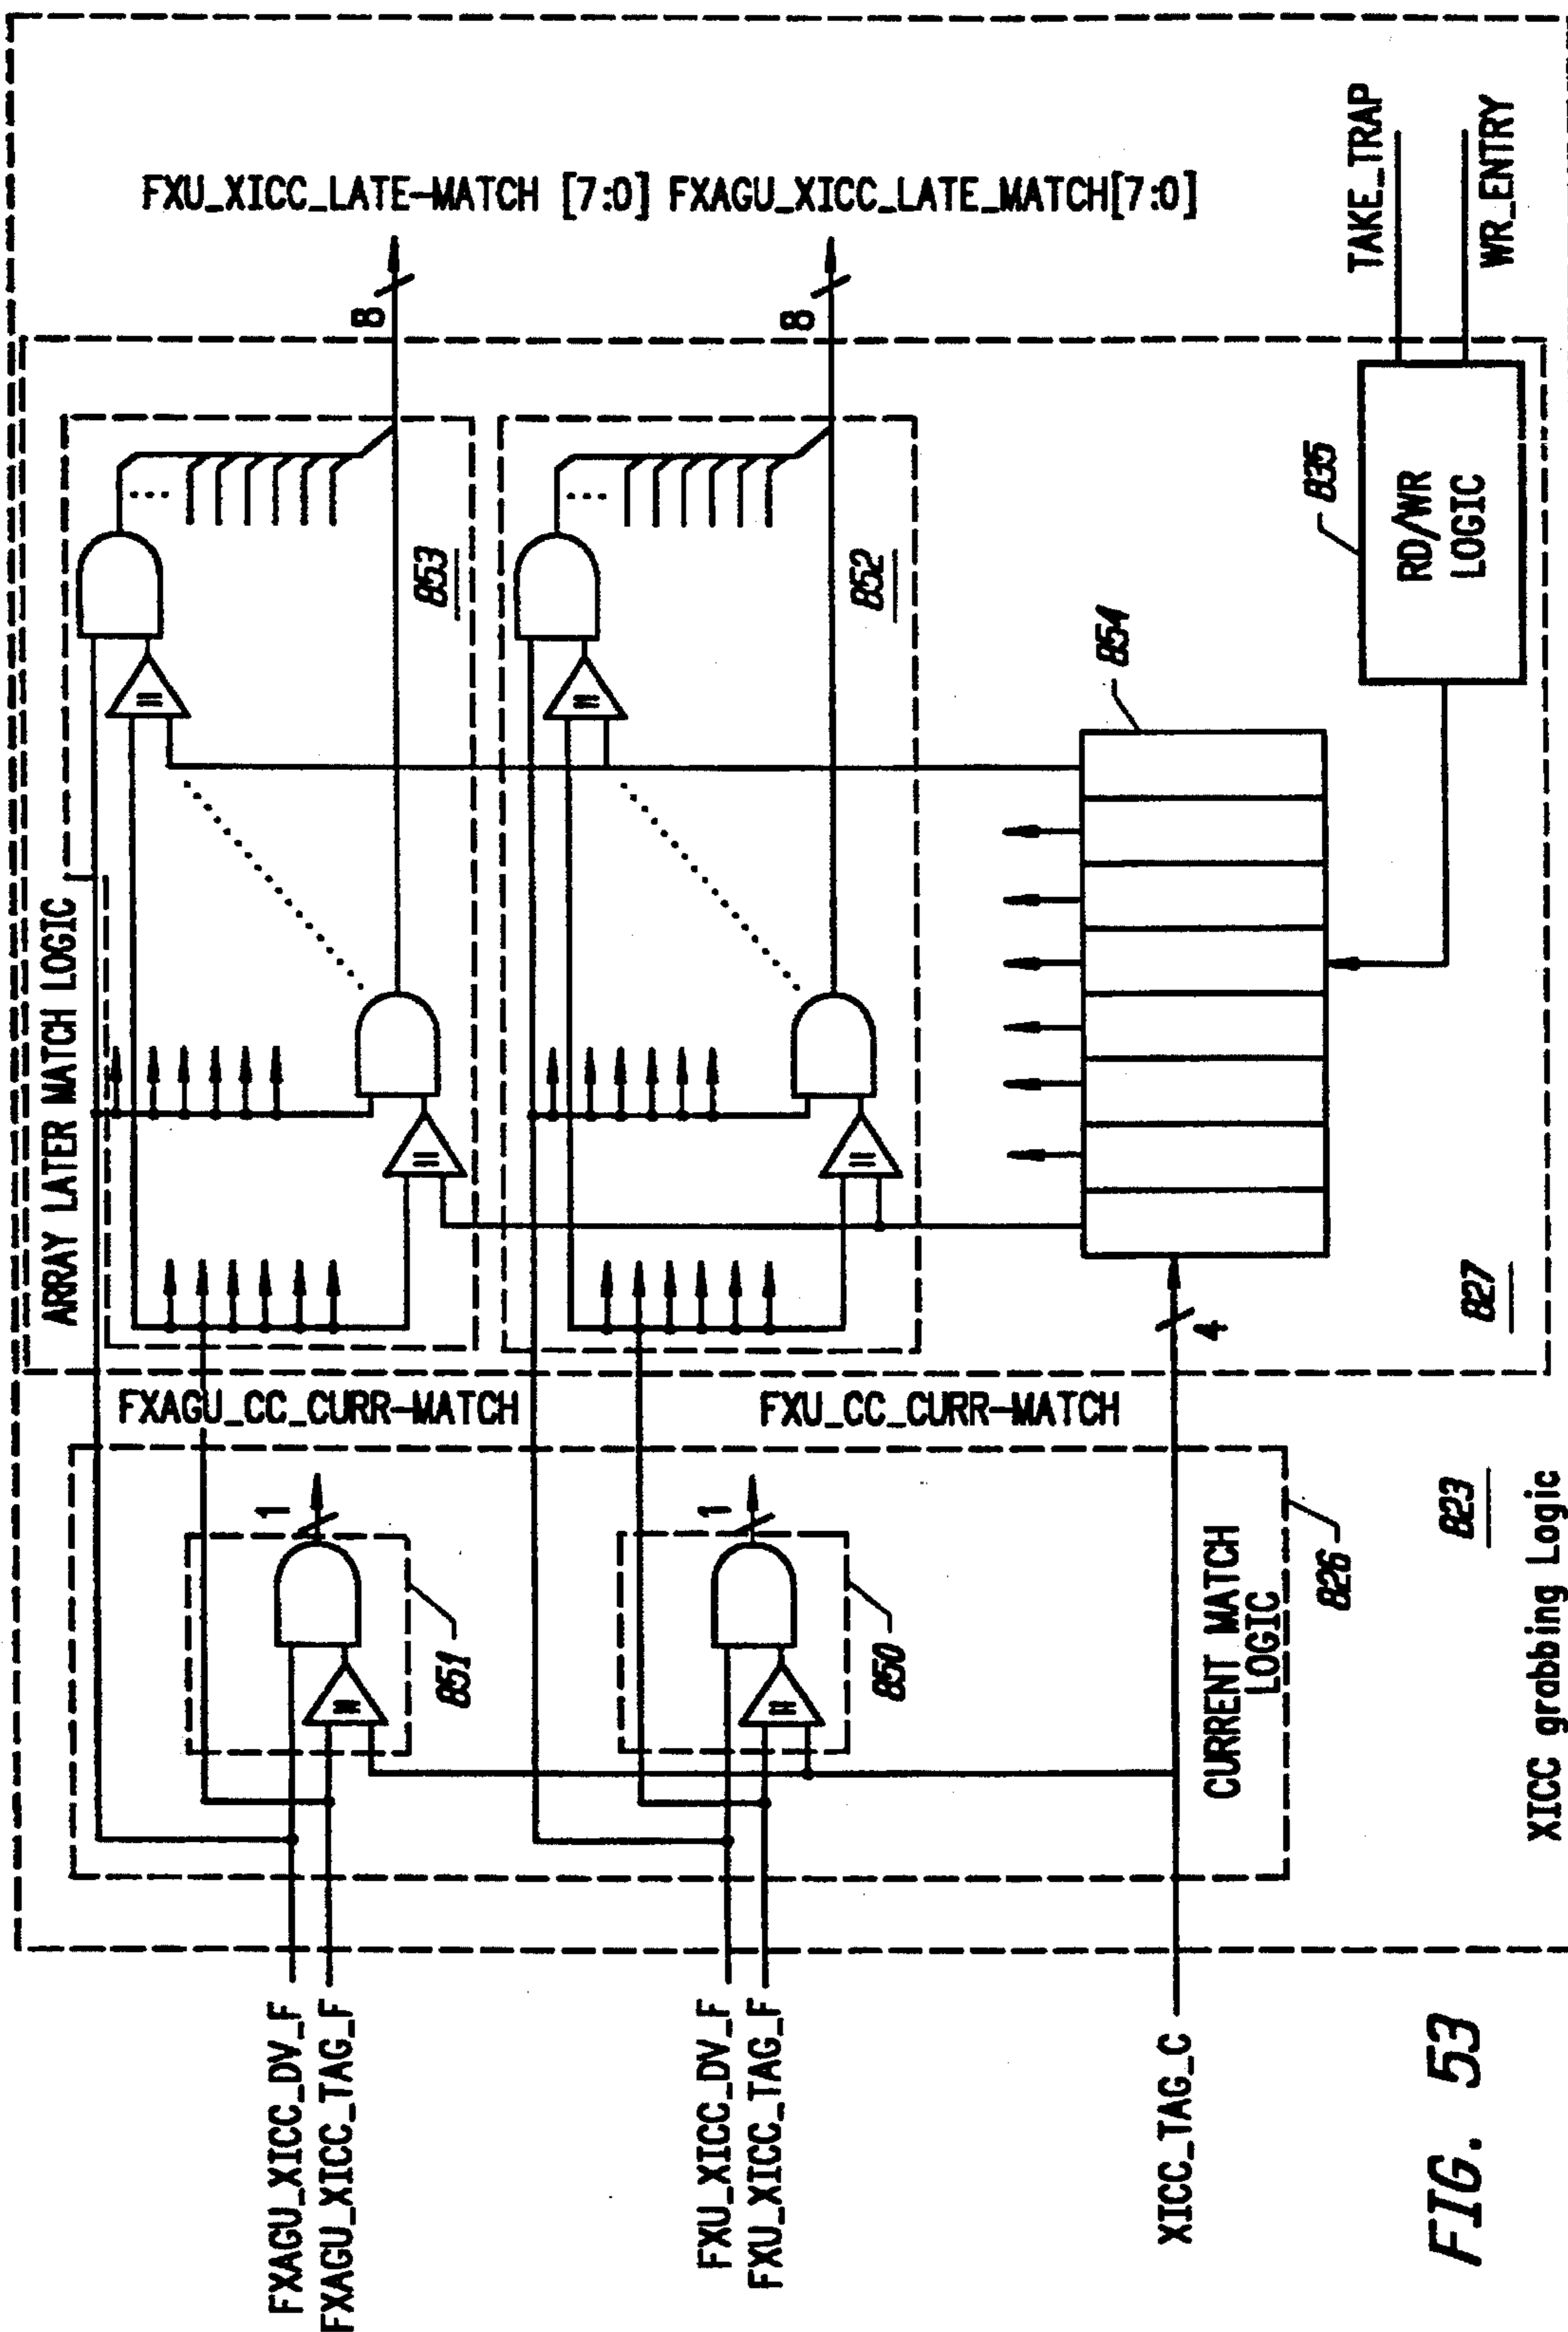 ARRAY LATER MATCH LOGIC
FXU_XICC_LATE-MATCH [7:0]
FXAGU_XICC_LATE_MATCH[7:0]
8
8
853
852
=
=
=
=
FXAGU_CC_CURR-MATCH
FXU_CC_CURR-MATCH
1
1
=
=
851
850
FXAGU_XICC_DV_F
FXAGU_XICC_TAG_F
FXU_XICC_DV_F
FXU_XICC_TAG_F
XICC_TAG_C
CURRENT MATCH
LOGIC
826
4
854
835
RD/WR
LOGIC
TAKE_TRAP
WR_ENTRY
827
823
XICC grabbing Logic
FIG. 53